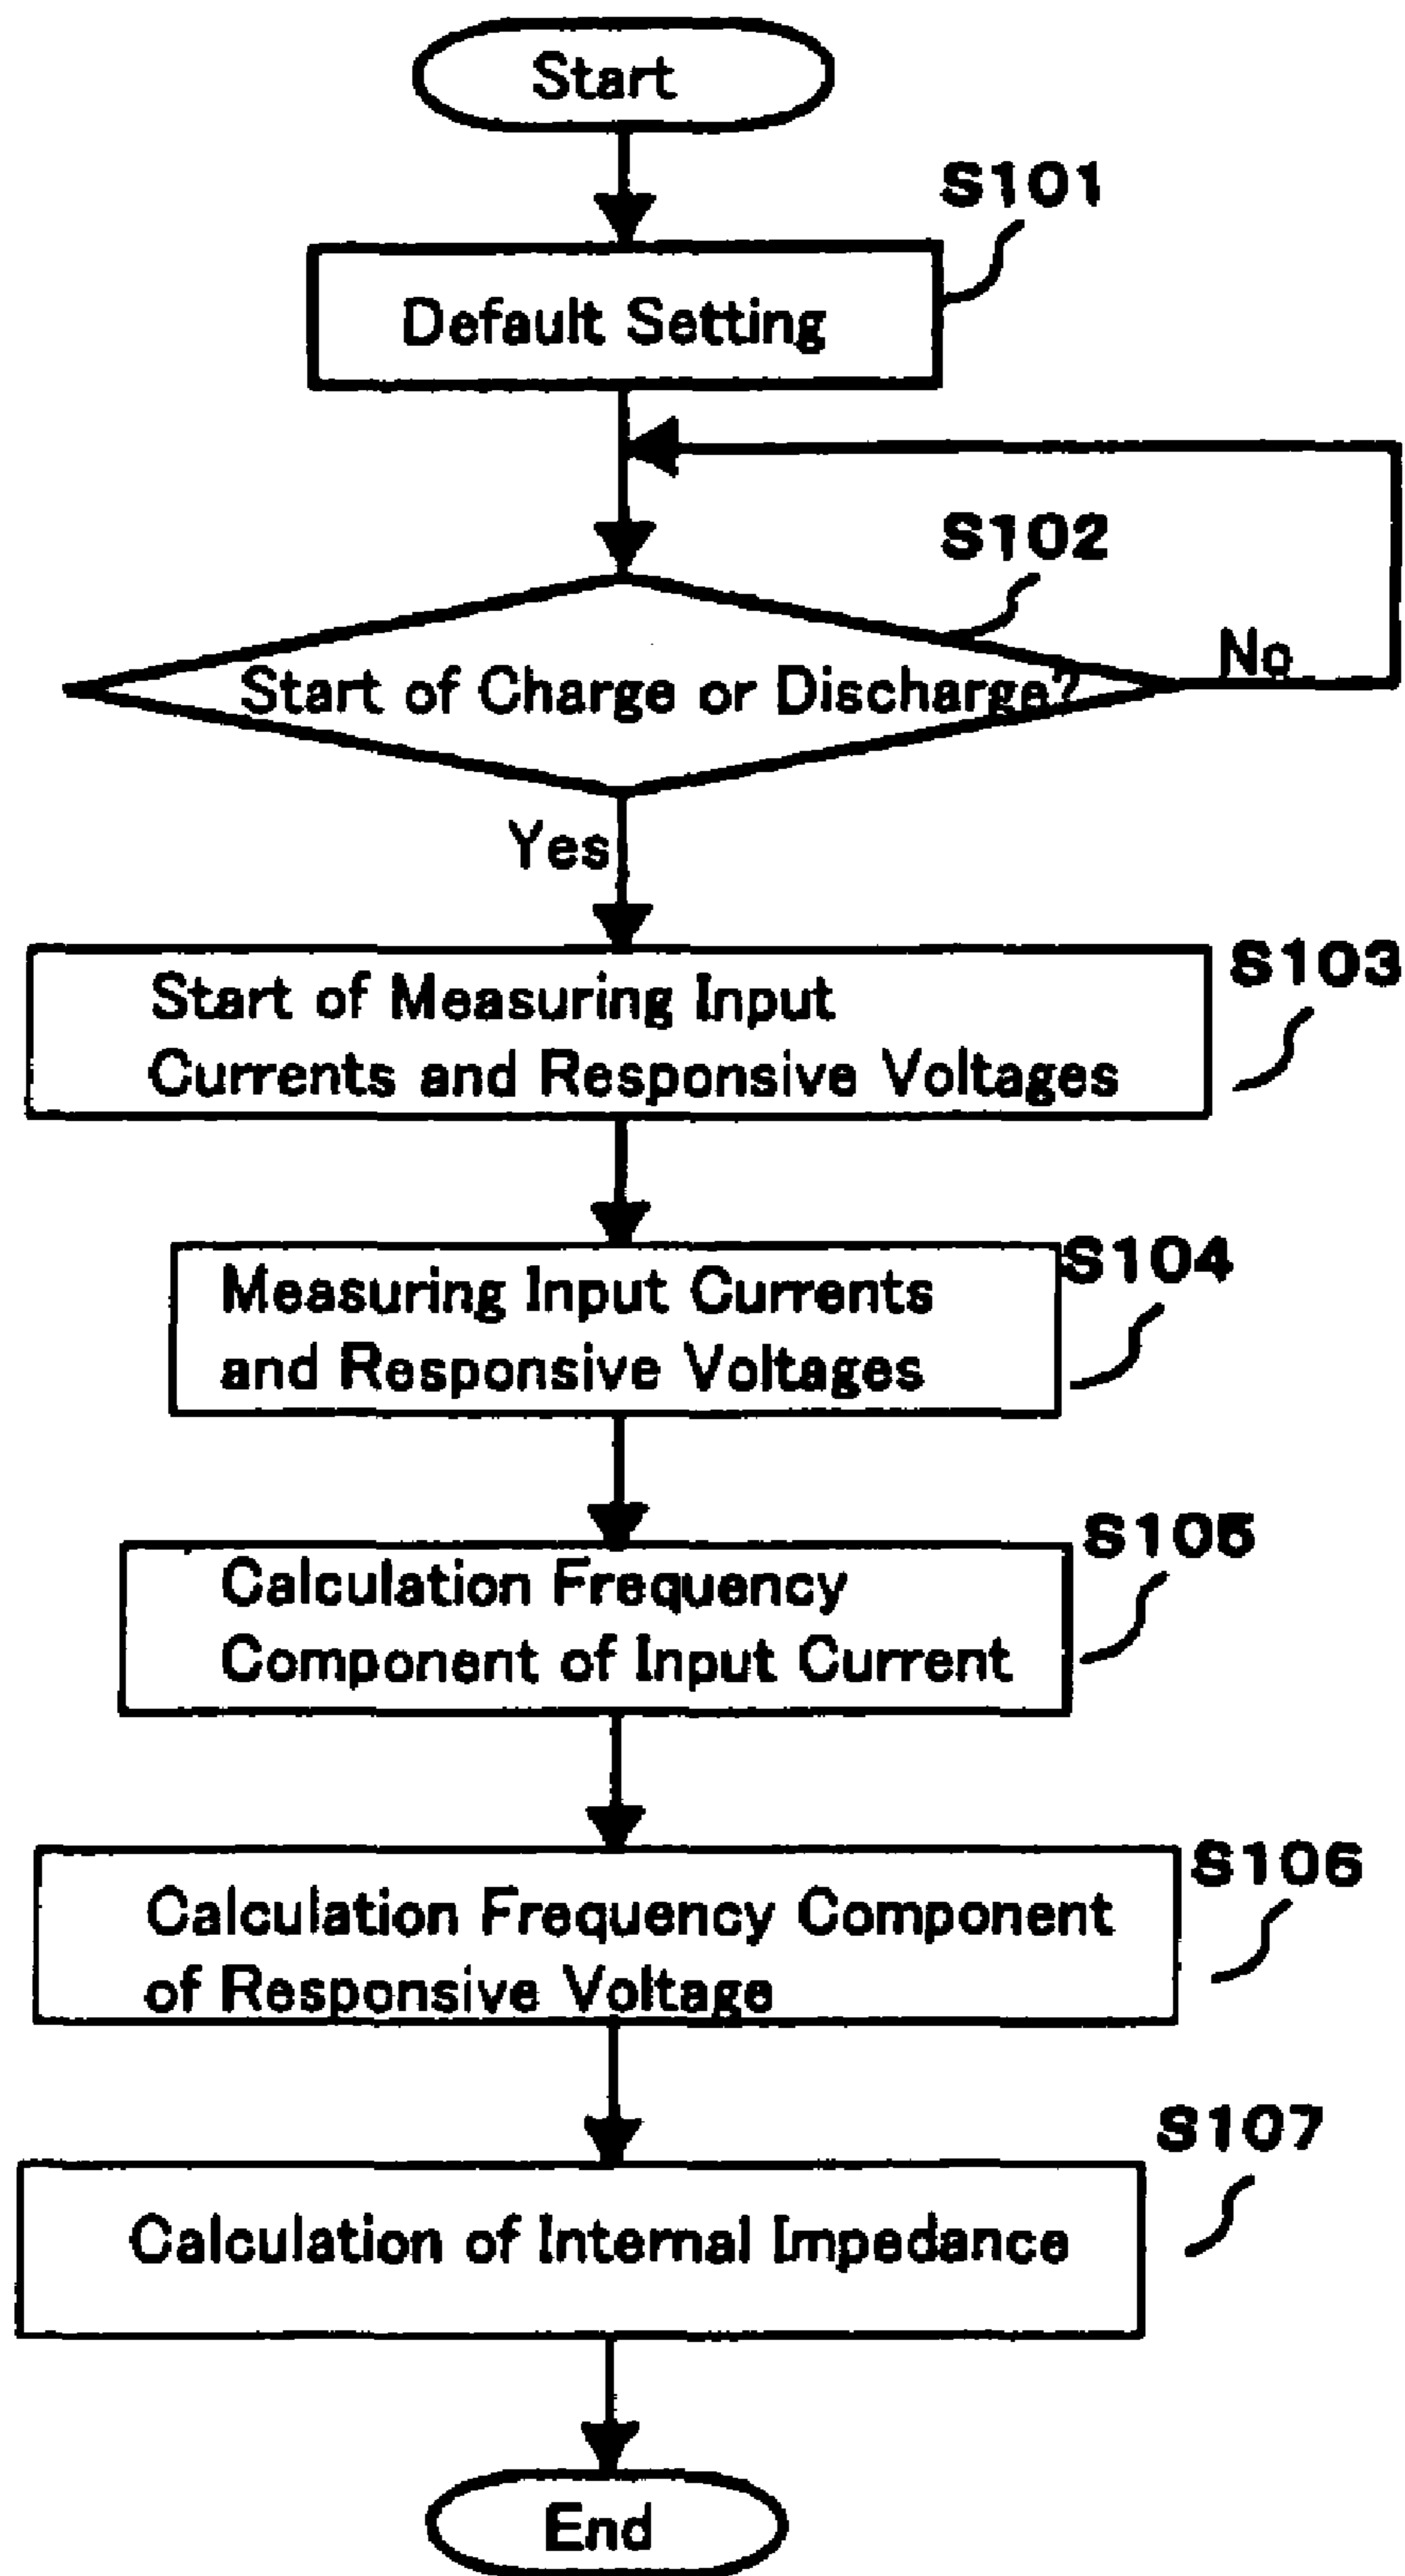 Start
S101
Default Setting
S102
Start of Charge or Discharge?
No
Yes
S103
Start of Measuring Input
Currents and Responsive Voltages
S104
Measuring Input Currents
and Responsive Voltages
S105
Calculation Frequency
Component of Input Current
S106
Calculation Frequency Component
of Responsive Voltage
S107
Calculation of Internal Impedance
End